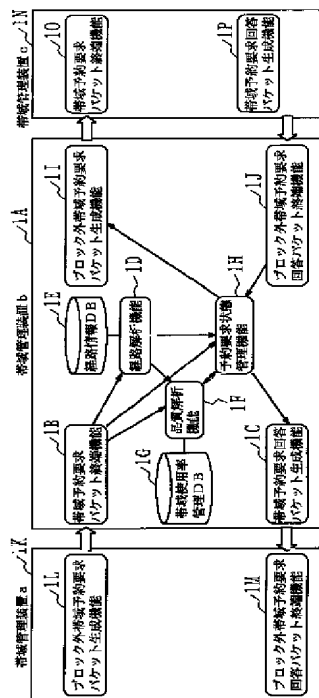 帯域管理装置a
1K
ブロック外帯域予約要求
パケット生成機能
1L
ブロック外帯域予約要求
回答パケット終端機能
1M
帯域管理装置b
1A
帯域予約要求
パケット終端機能
1B
経路情報DB
1E
経路解析機能
1D
ブロック外帯域予約要求
パケット生成機能
1I
帯域使用率
管理DB
1G
品質解析
機能
1F
予約要求状態
管理機能
1H
帯域予約要求回答
パケット生成機能
1C
ブロック外帯域予約要求
回答パケット終端機能
1J
帯域管理装置c
1N
帯域予約要求
パケット終端機能
1O
帯域予約要求回答
パケット生成機能
1P